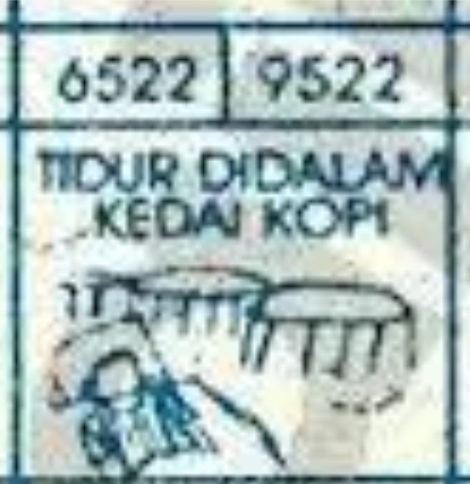 6522 9522
TIDUR DIDALAM
KEDAI KOPI